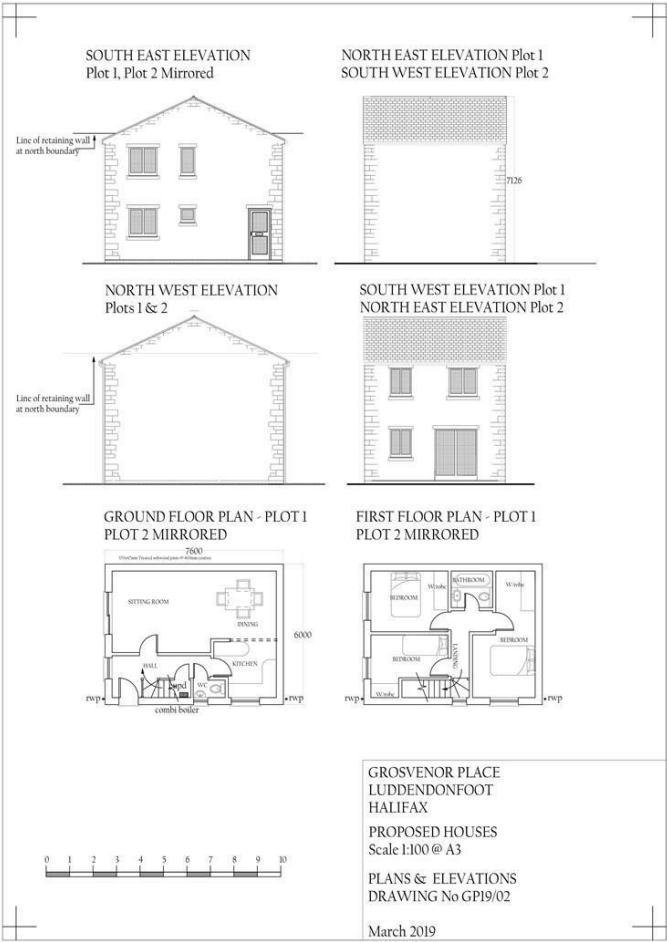 SOUTH EAST ELEVATION
Plot 1, Plot 2 Mirrored
NORTH EAST ELEVATION Plot 1
SOUTH WEST ELEVATION Plot 2
Line of retaining wall
at north boundary
7126
NORTH WEST ELEVATION
Plots 1 & 2
SOUTH WEST ELEVATION Plot 1
NORTH EAST ELEVATION Plot 2
Line of retaining wall
at north boundary
GROUND FLOOR PLAN - PLOT 1
PLOT 2 MIRRORED
FIRST FLOOR PLAN - PLOT 1
PLOT 2 MIRRORED
7600
SITTING ROOM
DINING
6000
HALL
KITCHEN
cupd
WC
rwp
rwp
combi boiler
BEDROOM
W/robe
BATHROOM
W/robe
BEDROOM
BEDROOM
LANDING
W/robe
rwp
rwp
GROSVENOR PLACE
LUDDENDONFOOT
HALIFAX
PROPOSED HOUSES
Scale 1:100 @ A3
PLANS & ELEVATIONS
DRAWING No GP19/02
March 2019
0 1 2 3 4 5 6 7 8 9 10